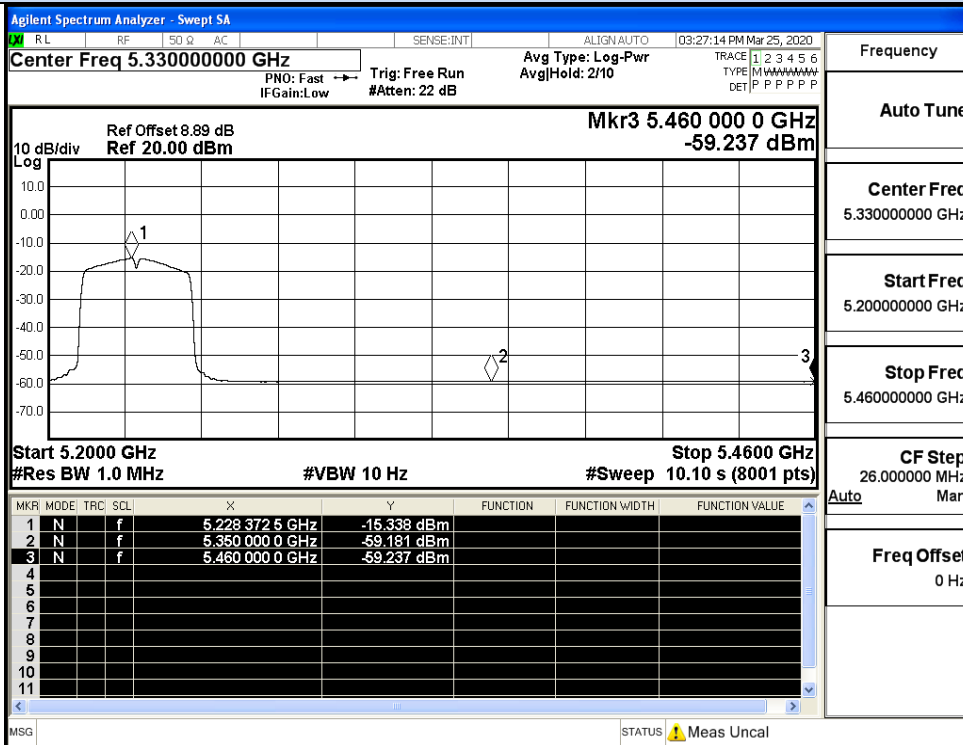 Agilent Spectrum Analyzer - Swept SA
LXI RL RF 50 Ω AC SENSE:INT ALIGN AUTO 03:27:14 PM Mar 25, 2020
Center Freq 5.330000000 GHz
PNO: Fast
IFGain:Low
Trig: Free Run
#Atten: 22 dB
Avg Type: Log-Pwr
Avg|Hold: 2/10
TRACE 1 2 3 4 5 6
TYPE M W W W W W
DET P P P P P P
Mkr3 5.460 000 0 GHz
-59.237 dBm
Ref Offset 8.89 dB
10 dB/div Ref 20.00 dBm
Log
10.0
0.00
-10.0
-20.0
-30.0
-40.0
-50.0
-60.0
-70.0
1
2
3
Start 5.2000 GHz Stop 5.4600 GHz
#Res BW 1.0 MHz #VBW 10 Hz #Sweep 10.10 s (8001 pts)
MKR MODE TRC SCL X Y FUNCTION FUNCTION WIDTH FUNCTION VALUE
1 N f 5.228 372 5 GHz -15.338 dBm
2 N f 5.350 000 0 GHz -59.181 dBm
3 N f 5.460 000 0 GHz -59.237 dBm
4
5
6
7
8
9
10
11
MSG STATUS Meas Uncal
Frequency
Auto Tune
Center Freq
5.330000000 GHz
Start Freq
5.200000000 GHz
Stop Freq
5.460000000 GHz
CF Step
26.000000 MHz
Auto Man
Freq Offset
0 Hz